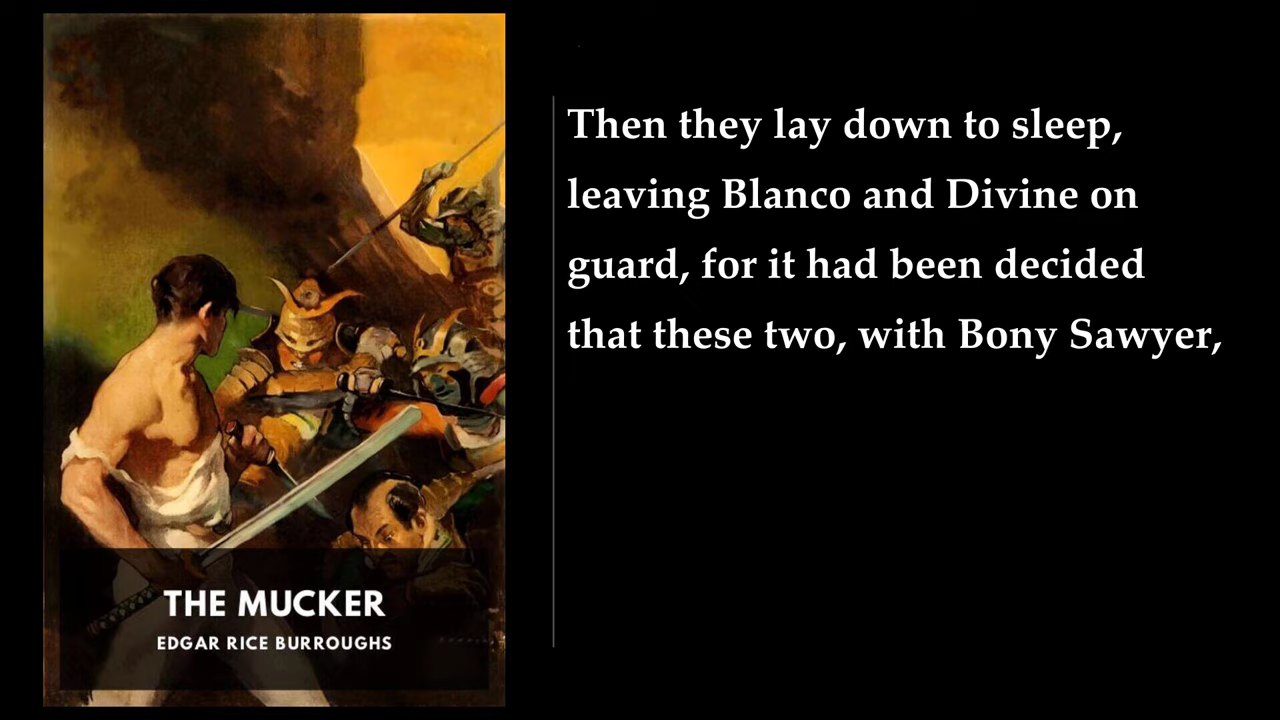 THE MUCKER
EDGAR RICE BURROUGHS
Then they lay down to sleep,
leaving Blanco and Divine on
guard, for it had been decided
that these two, with Bony Sawyer,